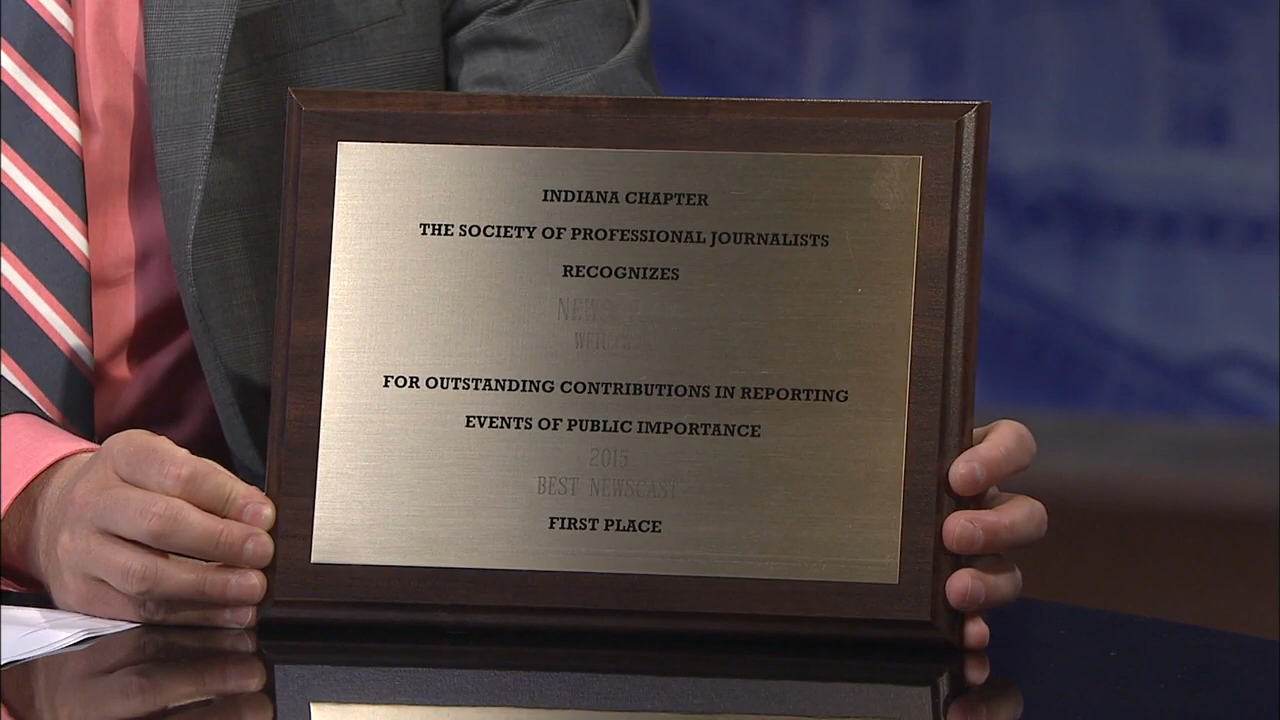 INDIANA CHAPTER
THE SOCIETY OF PROFESSIONAL JOURNALISTS
RECOGNIZES
FOR OUTSTANDING CONTRIBUTIONS IN REPORTING
EVENTS OF PUBLIC IMPORTANCE
2015
BEST NEWSCAST
FIRST PLACE